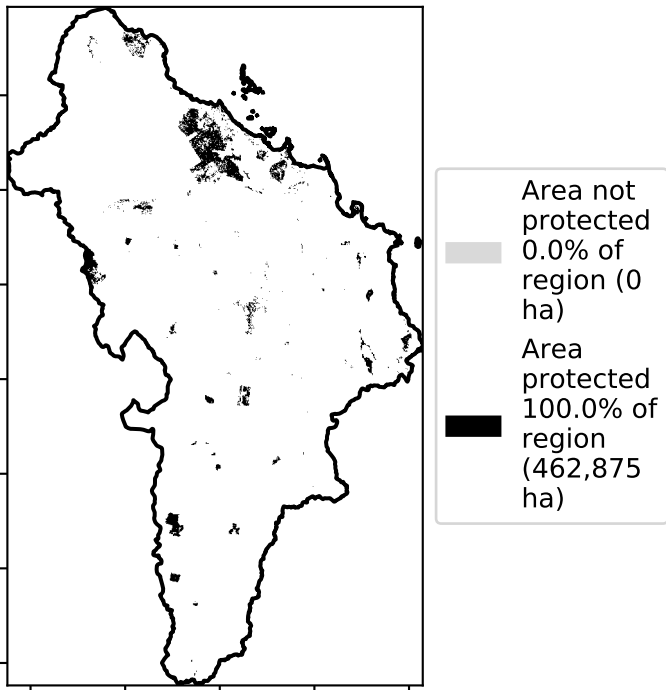 Area not
protected
0.0% of
region (0
ha)
Area
protected
100.0% of
region
(462,875
ha)